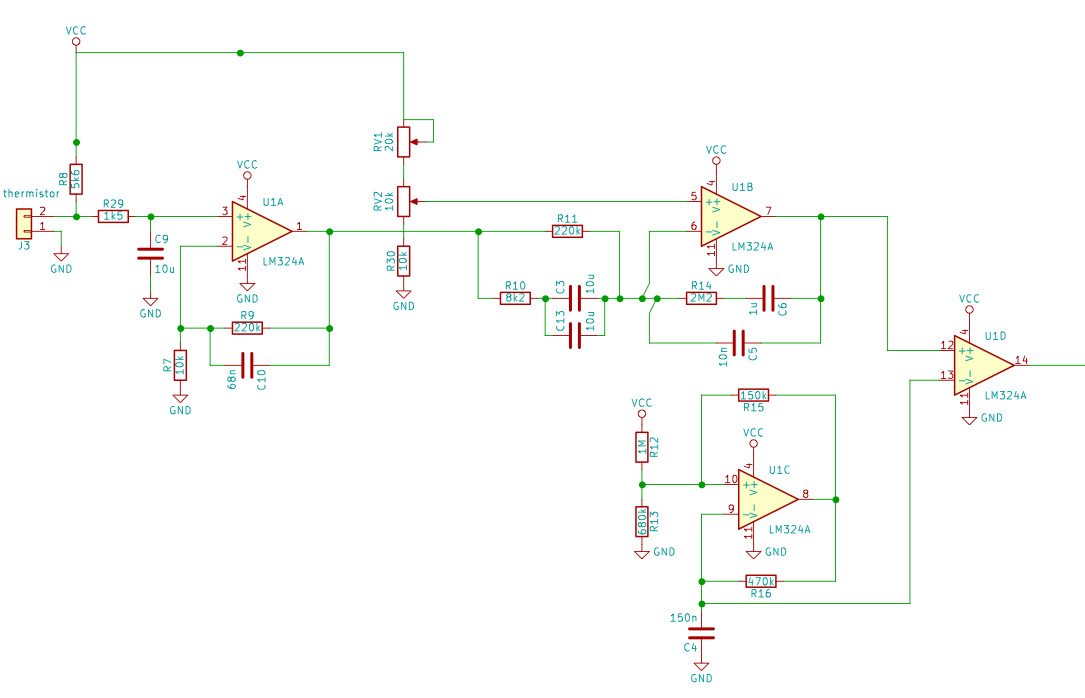 VCC
thermistor
2
1
J3
GND
R8
5k6
R29
1k5
C9
10u
GND
VCC
4
3
2
1
++
V+
V-
-
11
U1A
LM324A
GND
R9
220k
68n
C10
R7
10k
GND
RV1
20k
RV2
10k
R30
10k
GND
R11
220k
R10
8k2
C3
10u
C13
10u
VCC
4
5
6
7
++
V+
V-
-
11
U1B
LM324A
GND
R14
2M2
1u
C6
10n
C5
VCC
4
12
13
14
++
V+
V-
-
11
U1D
LM324A
GND
150k
R15
VCC
1M
R12
680k
R13
GND
VCC
4
10
9
8
++
V+
V-
-
11
U1C
LM324A
GND
470k
R16
150n
C4
GND